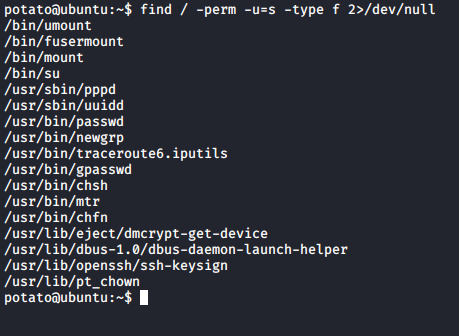 potato@ubuntu:~$ find / -perm -u=s -type f 2>/dev/null
/bin/umount
/bin/fusermount
/bin/mount
/bin/su
/usr/sbin/pppd
/usr/sbin/uuidd
/usr/bin/passwd
/usr/bin/newgrp
/usr/bin/traceroute6.iputils
/usr/bin/gpasswd
/usr/bin/chsh
/usr/bin/mtr
/usr/bin/chfn
/usr/lib/eject/dmcrypt-get-device
/usr/lib/dbus-1.0/dbus-daemon-launch-helper
/usr/lib/openssh/ssh-keysign
/usr/lib/pt_chown
potato@ubuntu:~$